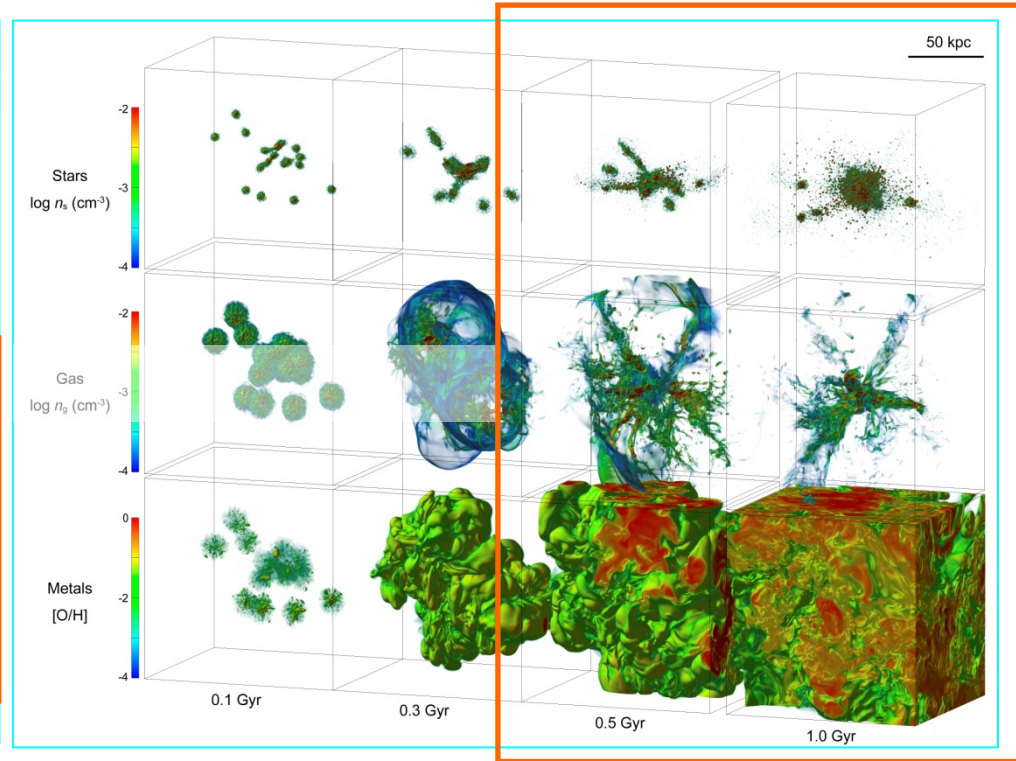 50 kpc
-2
Stars
-3
log nₛ (cm⁻³)
-4
-2
Gas
-3
log n_g (cm⁻³)
-4
0
Metals
-2
[O/H]
-4
0.1 Gyr
0.3 Gyr
0.5 Gyr
1.0 Gyr